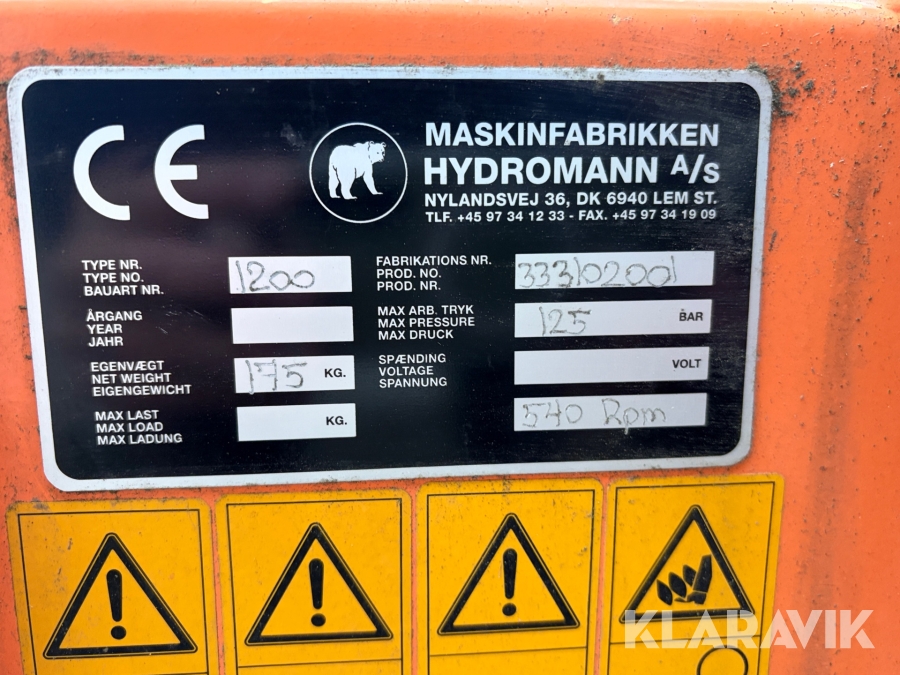 CE
MASKINFABRIKKEN
HYDROMANN A/S
NYLANDSVEJ 36, DK 6940 LEM ST.
TLF. +45 97 34 12 33 - FAX. +45 97 34 19 09
TYPE NR.
TYPE NO.
BAUART NR.
1200
FABRIKATIONS NR.
PROD. NO.
PROD. NR.
333102001
ÅRGANG
YEAR
JAHR
MAX ARB. TRYK
MAX PRESSURE
MAX DRUCK
125 BAR
EGENVÆGT
NET WEIGHT
EIGENGEWICHT
175 KG.
SPÆNDING
VOLTAGE
SPANNUNG
VOLT
MAX LAST
MAX LOAD
MAX LADUNG
KG.
540 Rpm
KLARAVIK